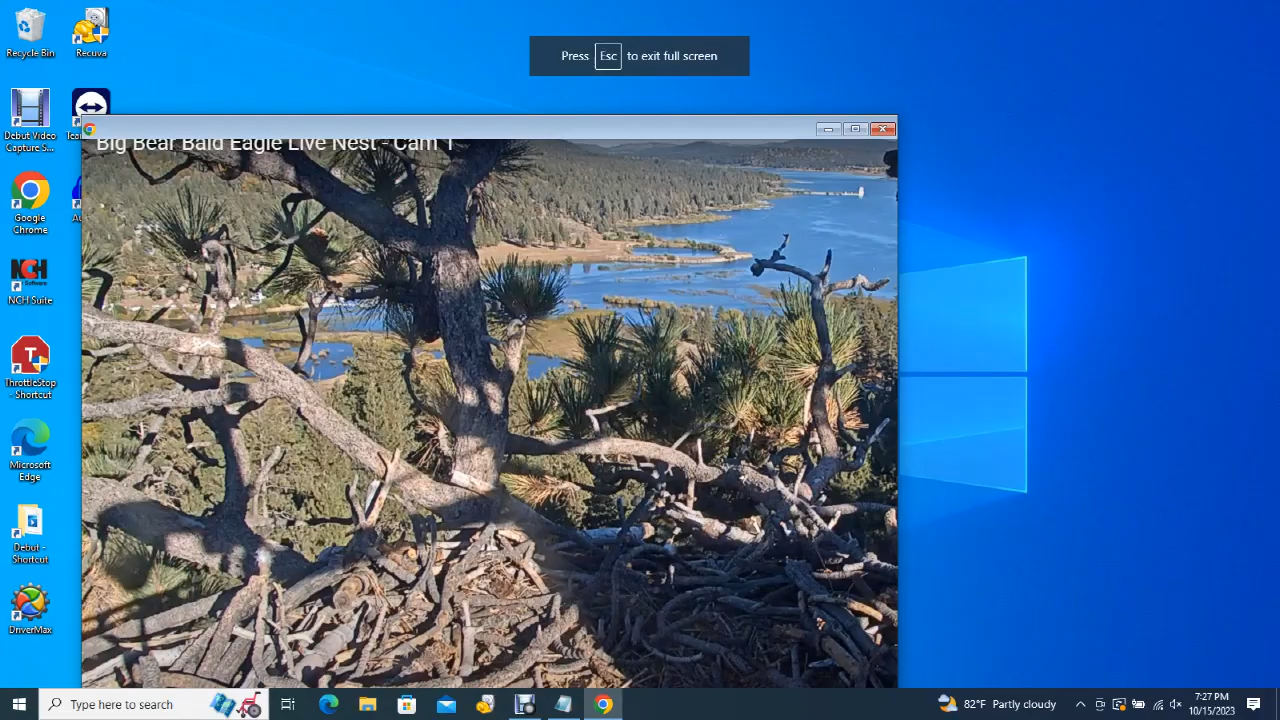 Recycle Bin
Recuva
Press Esc to exit full screen
Debut Video
Capture S...
Big Bear Bald Eagle Live Nest - Cam 1
Google
Chrome
NCH
Software
NCH Suite
T
ThrottleStop
- Shortcut
Microsoft
Edge
Debut -
Shortcut
DriverMax
Type here to search
82°F Partly cloudy
7:27 PM
10/15/2023